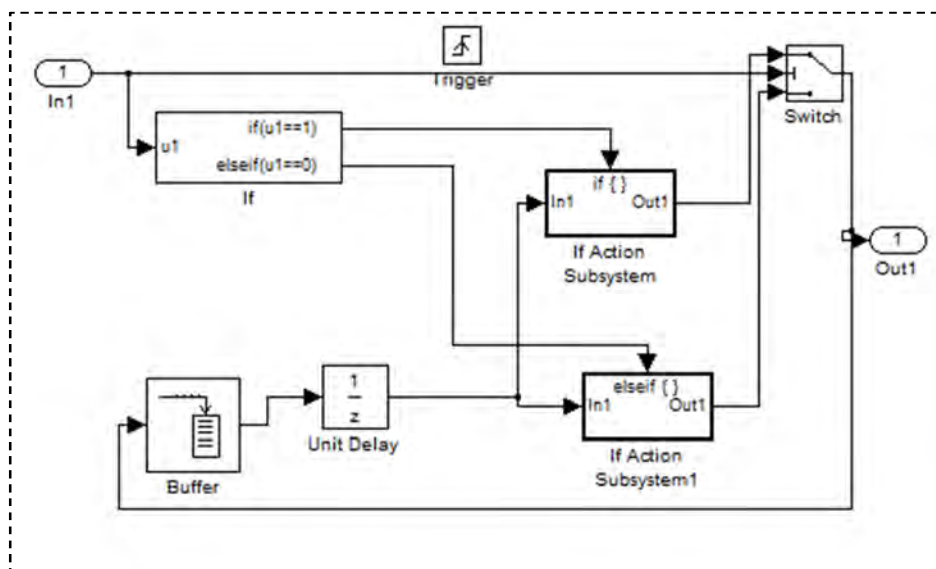 Trigger
1
In1
Switch
u1
if(u1==1)
elseif(u1==0)
If
if { }
In1
Out1
If Action
Subsystem
1
Out1
elseif { }
In1
Out1
If Action
Subsystem1
1
z
Unit Delay
Buffer